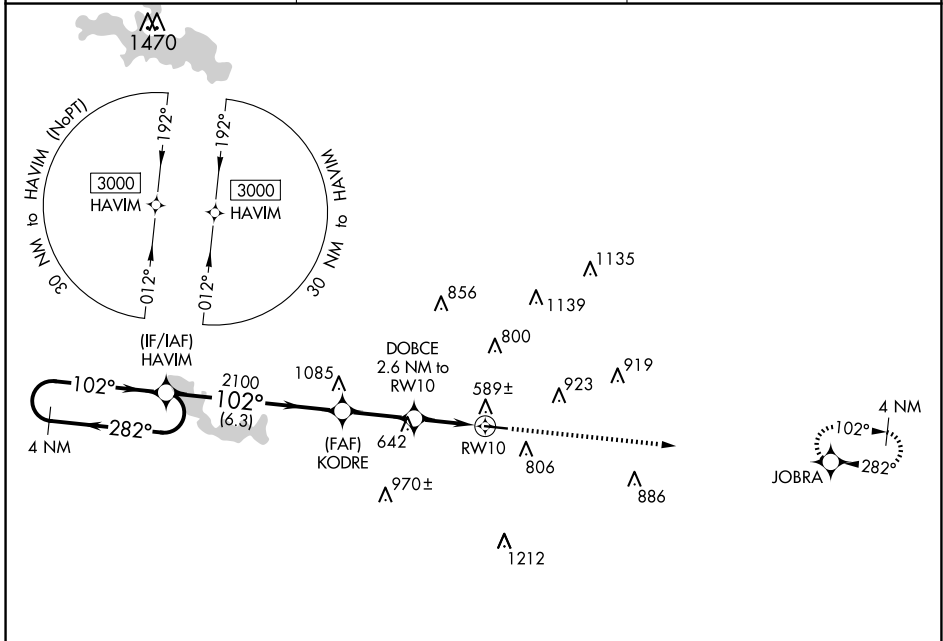 1470
30 NM to HAVIM (NoPT)
192°
3000
HAVIM
012°
192°
3000
HAVIM
012°
30 NM to HAVIM
1135
856
1139
(IF/IAF)
HAVIM
DOBCE
2.6 NM to
RW10
800
1085
2100
102°
(6.3)
102°
282°
4 NM
589±
919
923
4 NM
642
(FAF)
KODRE
RW10
806
102°
282°
JOBRA
970±
886
1212